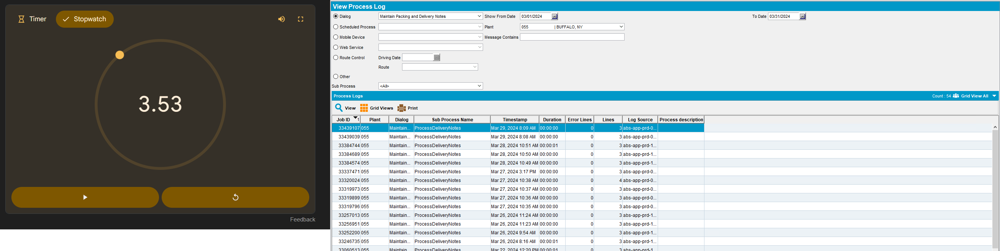 Timer
Stopwatch
3.53
Feedback
View Process Log
Dialog Maintain Packing and Delivery Notes Show From Date 03/01/2024 16 To Date 03/31/2024 16
Scheduled Process Plant 055 | BUFFALO, NY
Mobile Device Message Contains
Web Service
Route Control Driving Date 16
Route
Other
Sub Process <All>
Process Logs Count : 54 Grid View All
View Grid Views Print
Job ID 1 Plant Dialog Sub Process Name Timestamp Duration Error Lines Lines Log Source Process description
33439107 055 Maintain... ProcessDeliveryNotes Mar 29, 2024 8:09 AM 00:00:00 0 3 abs-app-prd-0...
33439039 055 Maintain... ProcessDeliveryNotes Mar 29, 2024 8:08 AM 00:00:00 0 3 abs-app-prd-0...
33384744 055 Maintain... ProcessDeliveryNotes Mar 28, 2024 10:51 AM 00:00:01 0 3 abs-app-prd-1...
33384689 055 Maintain... ProcessDeliveryNotes Mar 28, 2024 10:50 AM 00:00:00 0 3 abs-app-prd-1...
33384574 055 Maintain... ProcessDeliveryNotes Mar 28, 2024 10:49 AM 00:00:00 0 3 abs-app-prd-1...
33337471 055 Maintain... ProcessDeliveryNotes Mar 27, 2024 3:17 PM 00:00:00 0 3 abs-app-prd-0...
33320024 055 Maintain... ProcessDeliveryNotes Mar 27, 2024 10:38 AM 00:00:00 0 4 abs-app-prd-0...
33319973 055 Maintain... ProcessDeliveryNotes Mar 27, 2024 10:37 AM 00:00:00 0 3 abs-app-prd-0...
33319899 055 Maintain... ProcessDeliveryNotes Mar 27, 2024 10:36 AM 00:00:00 0 3 abs-app-prd-0...
33319796 055 Maintain... ProcessDeliveryNotes Mar 27, 2024 10:35 AM 00:00:00 0 3 abs-app-prd-0...
33257013 055 Maintain... ProcessDeliveryNotes Mar 26, 2024 11:24 AM 00:00:00 0 3 abs-app-prd-1...
33256951 055 Maintain... ProcessDeliveryNotes Mar 26, 2024 11:23 AM 00:00:00 0 3 abs-app-prd-1...
33252200 055 Maintain... ProcessDeliveryNotes Mar 26, 2024 9:54 AM 00:00:00 0 3 abs-app-prd-0...
33246735 055 Maintain... ProcessDeliveryNotes Mar 26, 2024 8:16 AM 00:00:01 0 3 abs-app-prd-1...
33060513 055 Maintain... ProcessDeliveryNotes Mar 22, 2024 12:20 PM 00:00:01 0 3 abs-app-prd-1...